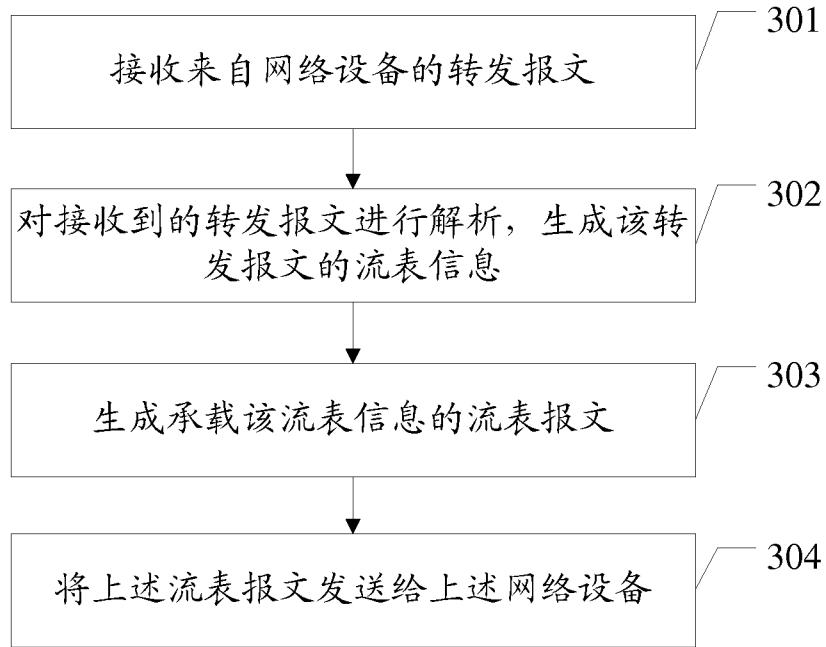 301
接收来自网络设备的转发报文
302
对接收到的转发报文进行解析，生成该转
发报文的流表信息
303
生成承载该流表信息的流表报文
304
将上述流表报文发送给上述网络设备